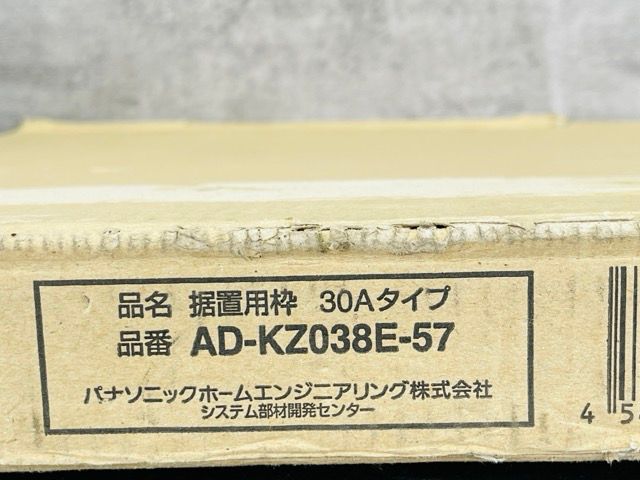 品名 据置用枠 30Aタイプ
品番 AD-KZ038E-57
パナソニックホームエンジニアリング株式会社
システム部材開発センター
4 5